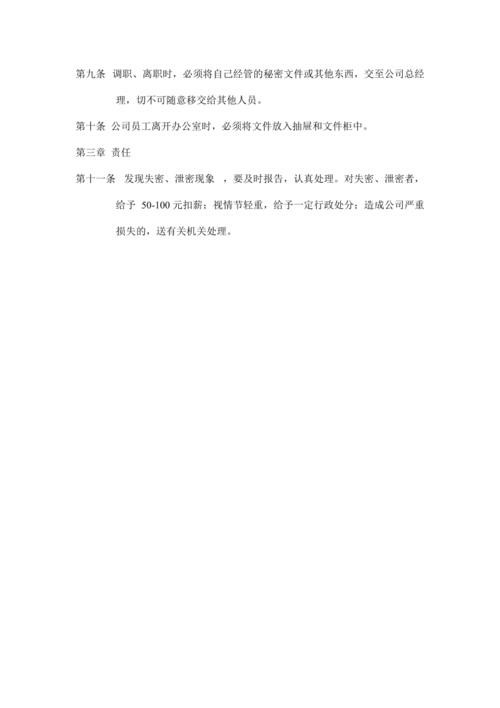 第九条 调职、离职时，必须将自己经管的秘密文件或其他东西，交至公司总经
理，切不可随意移交给其他人员。
第十条 公司员工离开办公室时，必须将文件放入抽屉和文件柜中。
第三章 责任
第十一条 发现失密、泄密现象 ，要及时报告，认真处理。对失密、泄密者，
给予 50-100 元扣薪；视情节轻重，给予一定行政处分；造成公司严重
损失的，送有关机关处理。